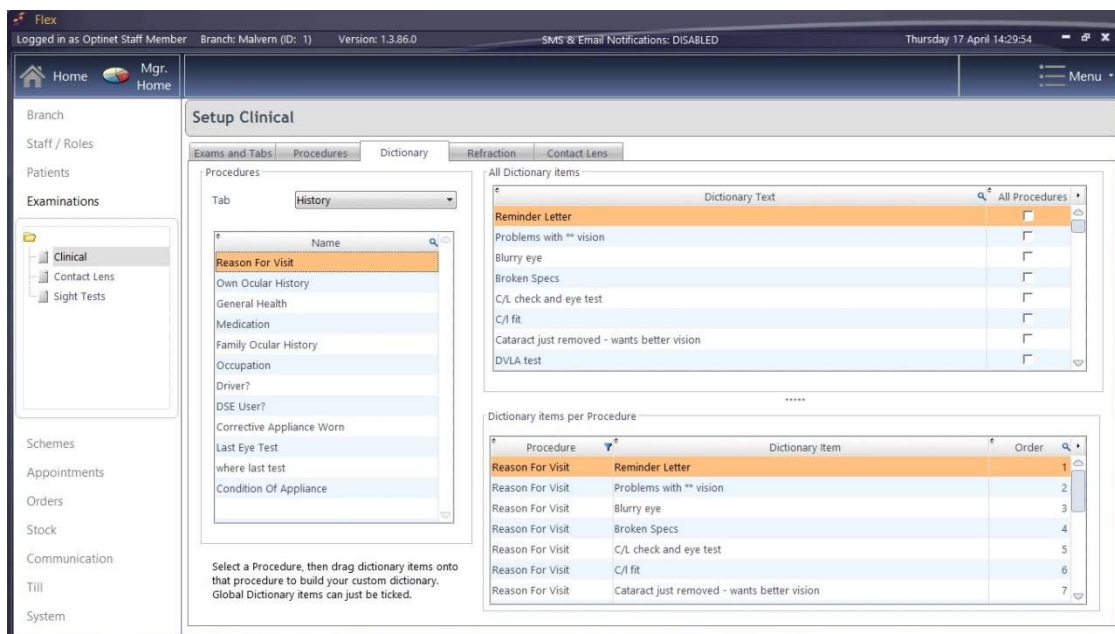 Flex
Logged in as Optinet Staff Member Branch: Malvern (ID: 1) Version: 1.3.86.0 SMS & Email Notifications: DISABLED Thursday 17 April 14:29:54
Home Mgr. Home Menu
Branch
Staff / Roles
Patients
Examinations
Clinical
Contact Lens
Sight Tests
Schemes
Appointments
Orders
Stock
Communication
Till
System
Setup Clinical
Exams and Tabs Procedures Dictionary Refraction Contact Lens
Procedures
Tab History
Name
Reason For Visit
Own Ocular History
General Health
Medication
Family Ocular History
Occupation
Driver?
DSE User?
Corrective Appliance Worn
Last Eye Test
where last test
Condition Of Appliance
Select a Procedure, then drag dictionary items onto
that procedure to build your custom dictionary.
Global Dictionary items can just be ticked.
All Dictionary items
Dictionary Text All Procedures
Reminder Letter
Problems with ** vision
Blurry eye
Broken Specs
C/L check and eye test
C/l fit
Cataract just removed - wants better vision
DVLA test
Dictionary items per Procedure
Procedure Dictionary Item Order
Reason For Visit Reminder Letter 1
Reason For Visit Problems with ** vision 2
Reason For Visit Blurry eye 3
Reason For Visit Broken Specs 4
Reason For Visit C/L check and eye test 5
Reason For Visit C/l fit 6
Reason For Visit Cataract just removed - wants better vision 7